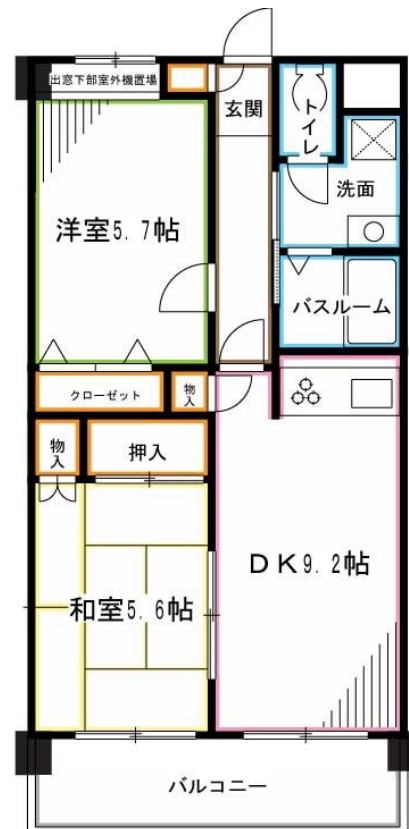 出窓下部室外機置場
玄関
トイレ
洗面
洋室5.7帖
バスルーム
クローゼット
物入
物入
押入
DK9.2帖
和室5.6帖
バルコニー